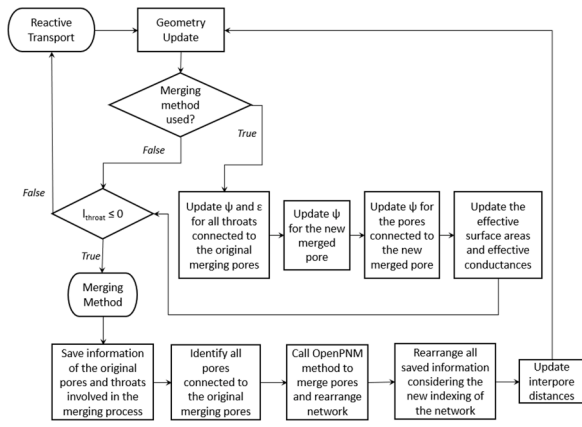 Reactive
Transport
Geometry
Update
Merging
method
used?
True
False
False
l_throat ≤ 0
True
Update ψ and ε
for all throats
connected to
the original
merging pores
Update ψ
for the new
merged
pore
Update ψ for
the pores
connected to
the new
merged pore
Update the
effective
surface areas
and effective
conductances
Merging
Method
Save information
of the original
pores and throats
involved in the
merging process
Identify all
pores
connected to
the original
merging pores
Call OpenPNM
method to
merge pores
and rearrange
network
Rearrange all
saved information
considering the
new indexing of
the network
Update
interpore
distances